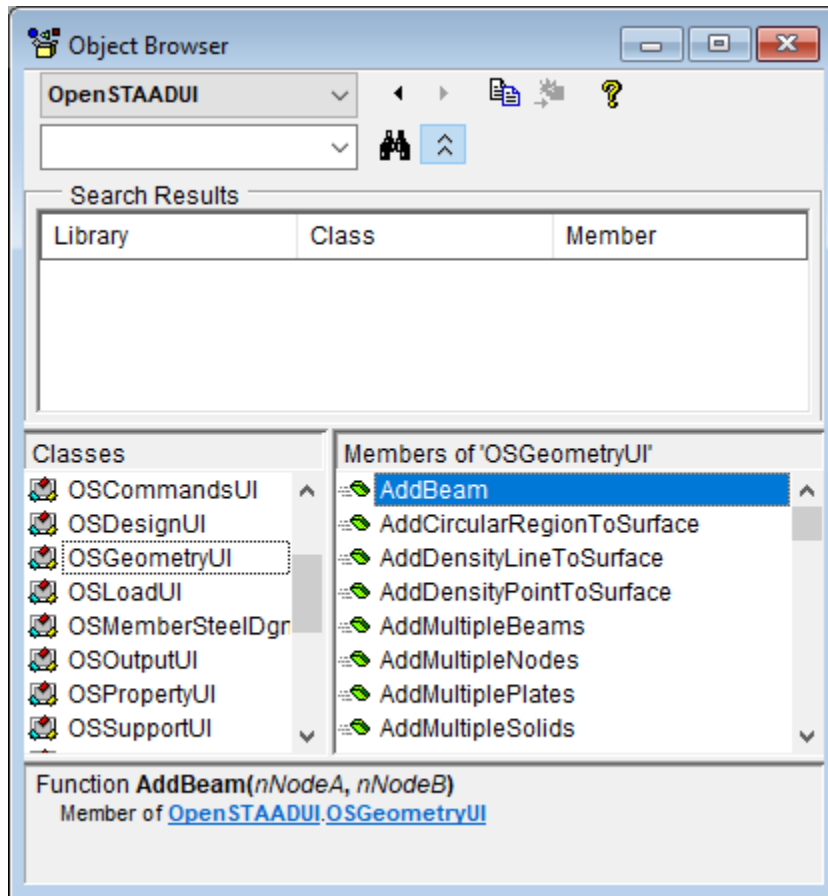 Object Browser
OpenSTAADUI
Search Results
Library Class Member
Classes
OSCommandsUI
OSDesignUI
OSGeometryUI
OSLoadUI
OSMemberSteelDgn
OSOutputUI
OSPropertyUI
OSSupportUI
Members of 'OSGeometryUI'
AddBeam
AddCircularRegionToSurface
AddDensityLineToSurface
AddDensityPointToSurface
AddMultipleBeams
AddMultipleNodes
AddMultiplePlates
AddMultipleSolids
Function AddBeam(nNodeA, nNodeB)
Member of OpenSTAADUI.OSGeometryUI